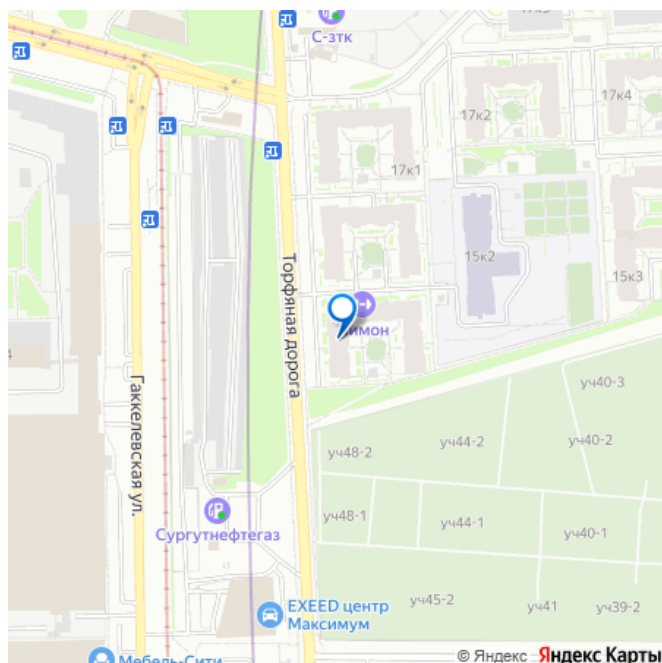 С-зтк
17к2
17к4
17к1
15к2
15к3
Торфяная дорога
Гаккелевская ул.
4
уч40-3
уч48-2
уч44-2
уч40-2
уч48-1
уч44-1
уч40-1
Сургутнефтегаз
уч45-2
уч41
уч39-2
EXEED центр
Максимум
Мебель-Сити
© Яндекс Яндекс Карты